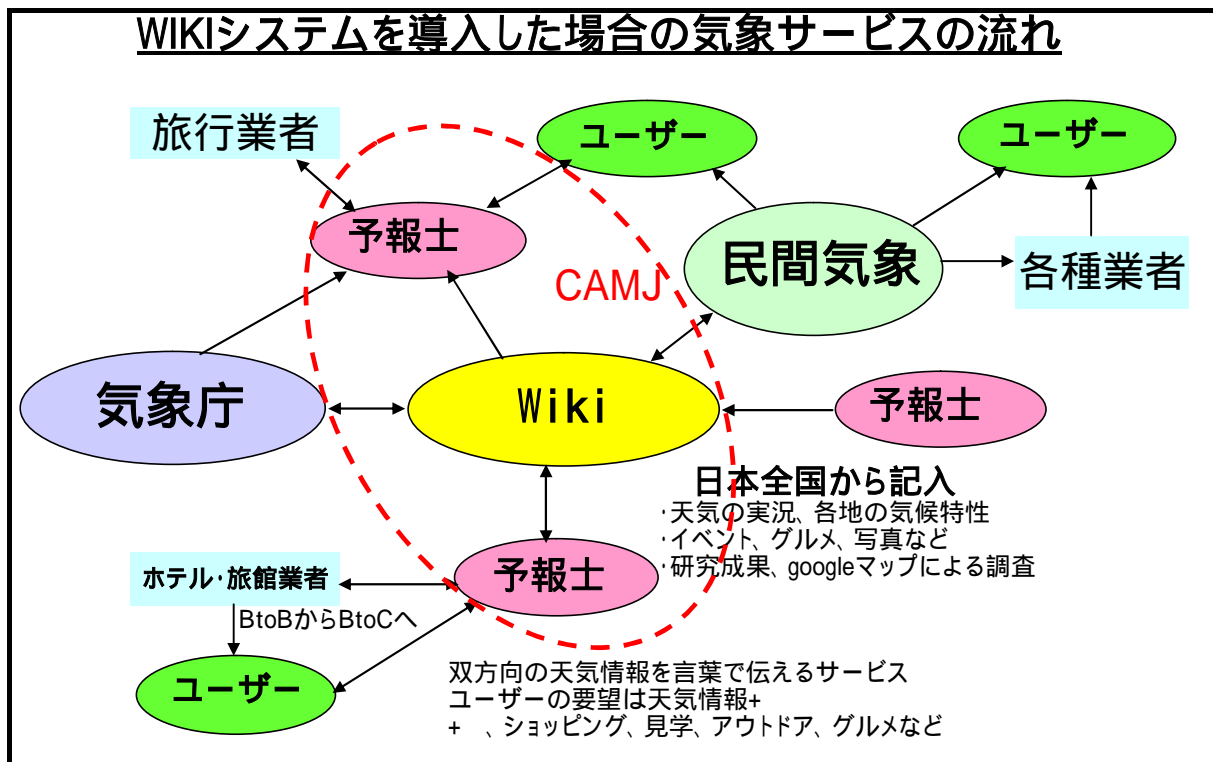 WIKIシステムを導入した場合の気象サービスの流れ
旅行業者
ユーザー
ユーザー
予報士
民間気象
各種業者
CAMJ
気象庁
Wiki
予報士
日本全国から記入
・天気の実況、各地の気候特性
・イベント、グルメ、写真など
・研究成果、googleマップによる調査
ホテル・旅館業者
予報士
BtoBからBtoCへ
ユーザー
双方向の天気情報を言葉で伝えるサービス
ユーザーの要望は天気情報+
+ 、ショッピング、見学、アウトドア、グルメなど